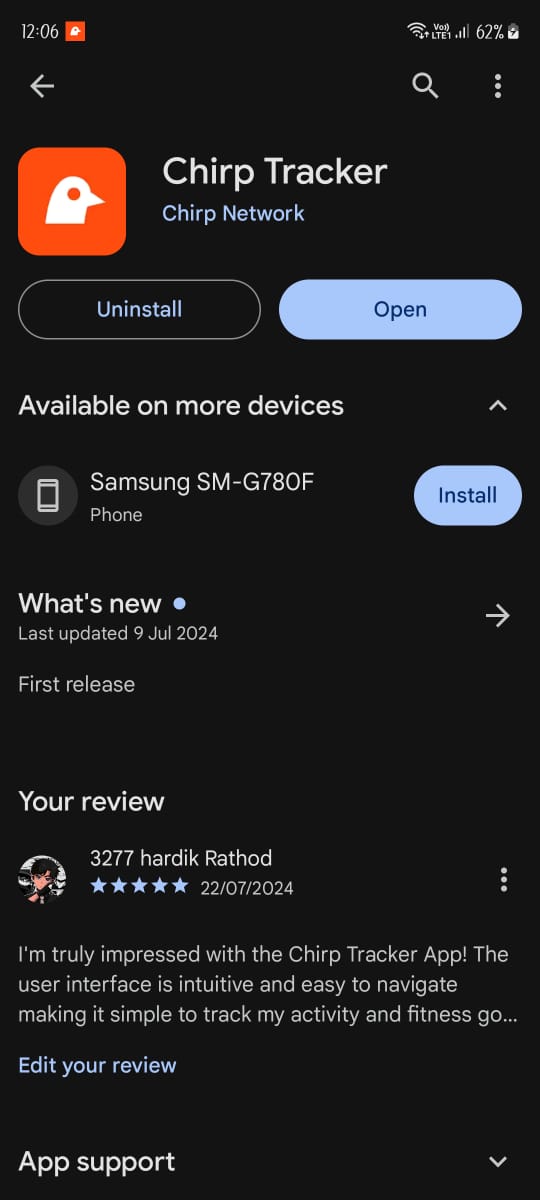 12:06 Vo) LTE1 62%
Chirp Tracker
Chirp Network
Uninstall Open
Available on more devices
Samsung SM-G780F
Phone
Install
What's new
Last updated 9 Jul 2024
First release
Your review
3277 hardik Rathod
22/07/2024
I'm truly impressed with the Chirp Tracker App! The
user interface is intuitive and easy to navigate
making it simple to track my activity and fitness go...
Edit your review
App support